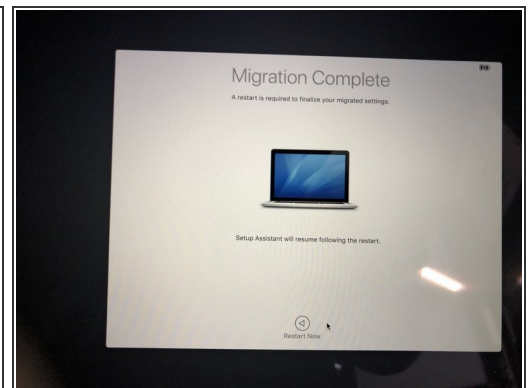 Migration Complete
A restart is required to finalize your migrated settings.
Setup Assistant will resume following the restart.
Restart Now